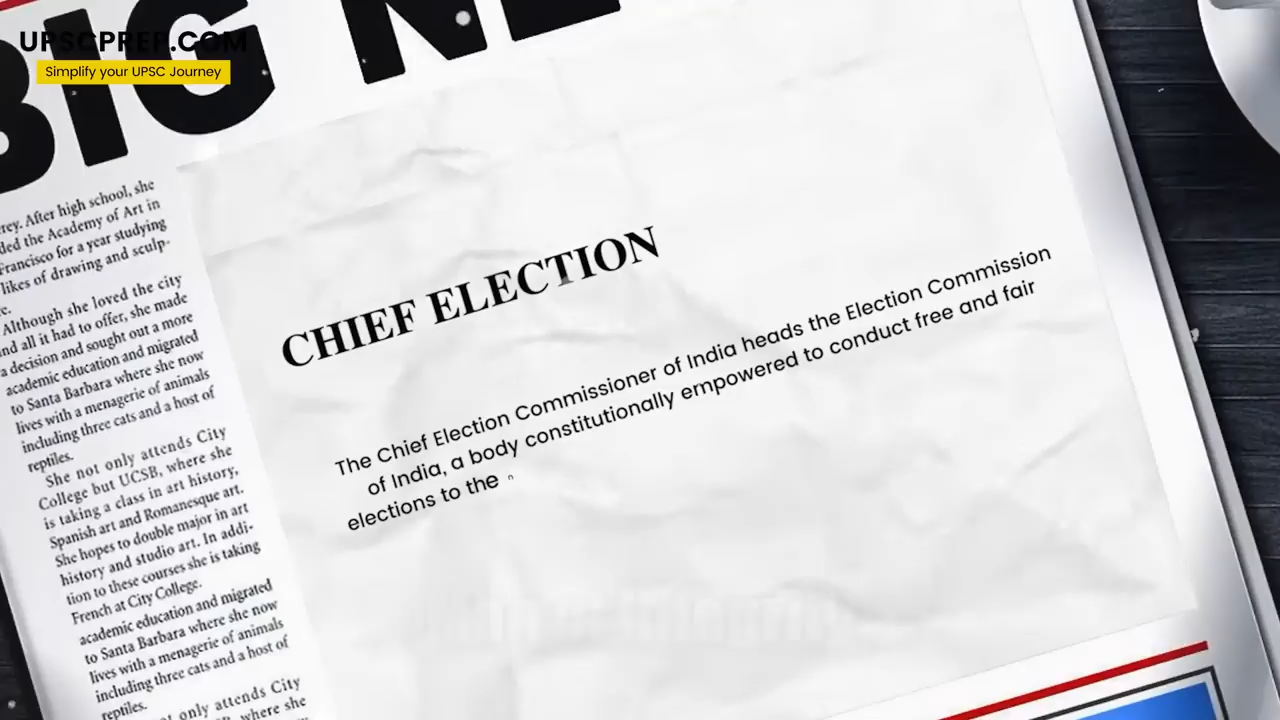 BIG NE
UPSCPREP.COM
Simplify your UPSC Journey
CHIEF ELECTION
The Chief Election Commissioner of India heads the Election Commission
of India, a body constitutionally empowered to conduct free and fair
elections to the
rey. After high school, she
ded the Academy of Art in
Francisco for a year studying
likes of drawing and sculp-
e.
Although she loved the city
nd all it had to offer, she made
a decision and sought out a more
academic education and migrated
to Santa Barbara where she now
lives with a menagerie of animals
including three cats and a host of
reptiles.
She not only attends City
College but UCSB, where she
is taking a class in art history,
Spanish art and Romanesque art.
She hopes to double major in art
history and studio art. In addi-
tion to these courses she is taking
French at City College.
academic education and migrated
to Santa Barbara where she now
lives with a menagerie of animals
including three cats and a host of
reptiles.
only attends City
where she